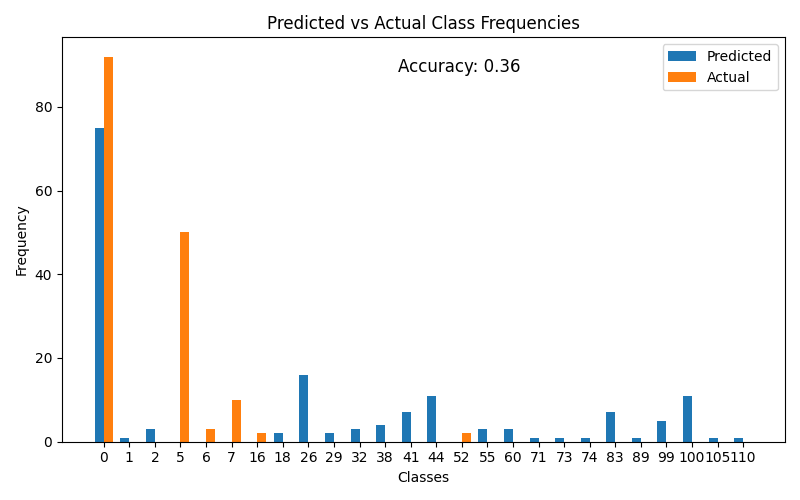 Predicted vs Actual Class Frequencies
Accuracy: 0.36
Predicted
Actual
Frequency
80
60
40
20
0
0 1 2 5 6 7 16 18 26 29 32 38 41 44 52 55 60 71 73 74 83 89 99 100 105 110
Classes